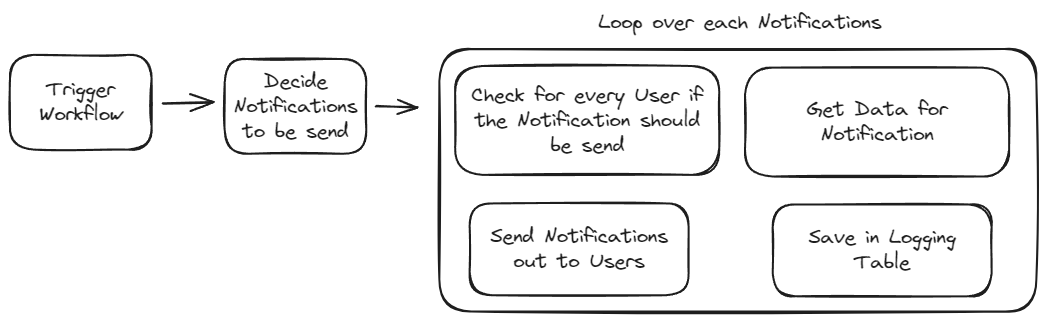 Loop over each Notifications
Trigger
Workflow
Decide
Notifications
to be send
Check for every User if
the Notification should
be send
Get Data for
Notification
Send Notifications
out to Users
Save in Logging
Table